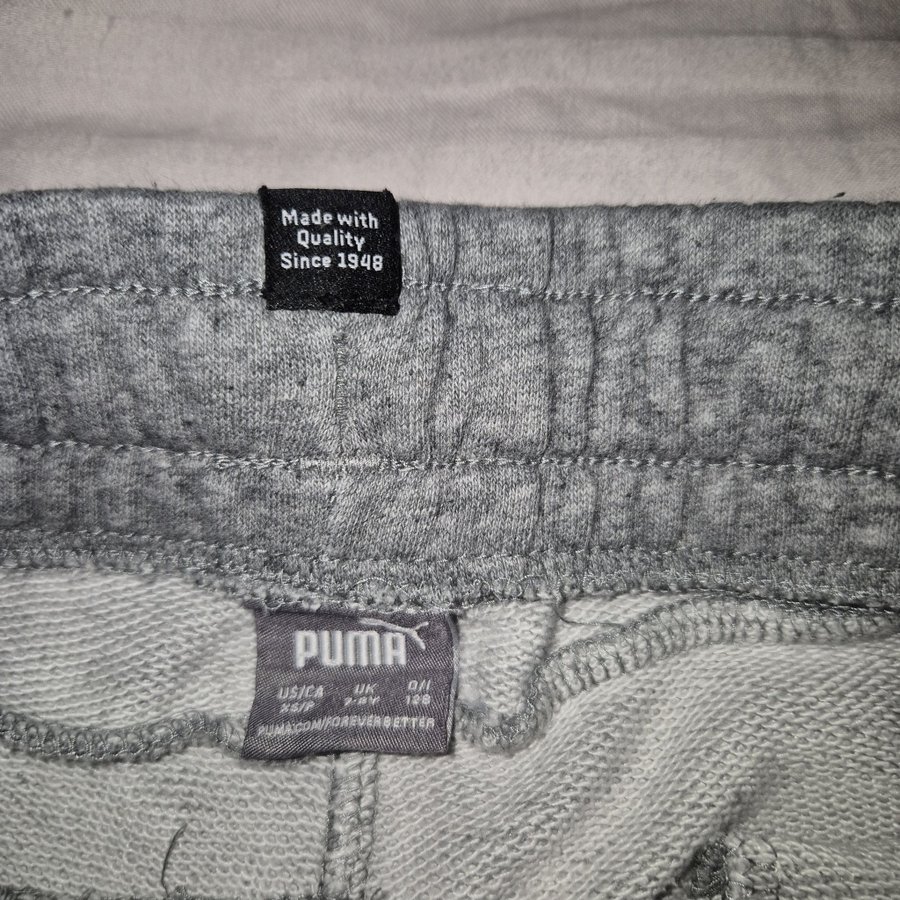 Made with
Quality
Since 1948
PUMA
US/CA UK D/I
XS/P 7-8Y 128
PUMA.COM/FOREVERBETTER